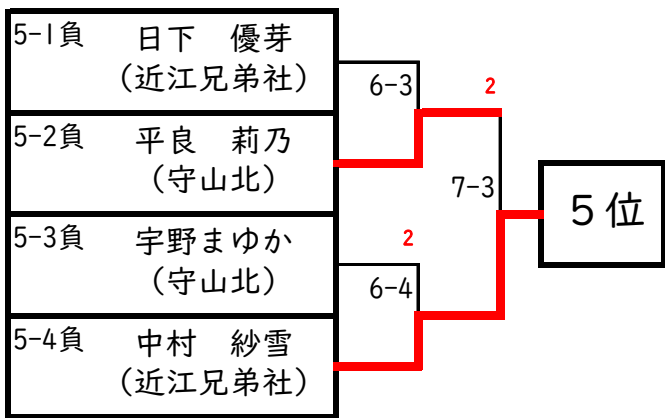 5-1負 日下 優芽
(近江兄弟社)
5-2負 平良 莉乃
(守山北)
5-3負 宇野まゆか
(守山北)
5-4負 中村 紗雪
(近江兄弟社)
6-3
2
7-3
2
6-4
5位